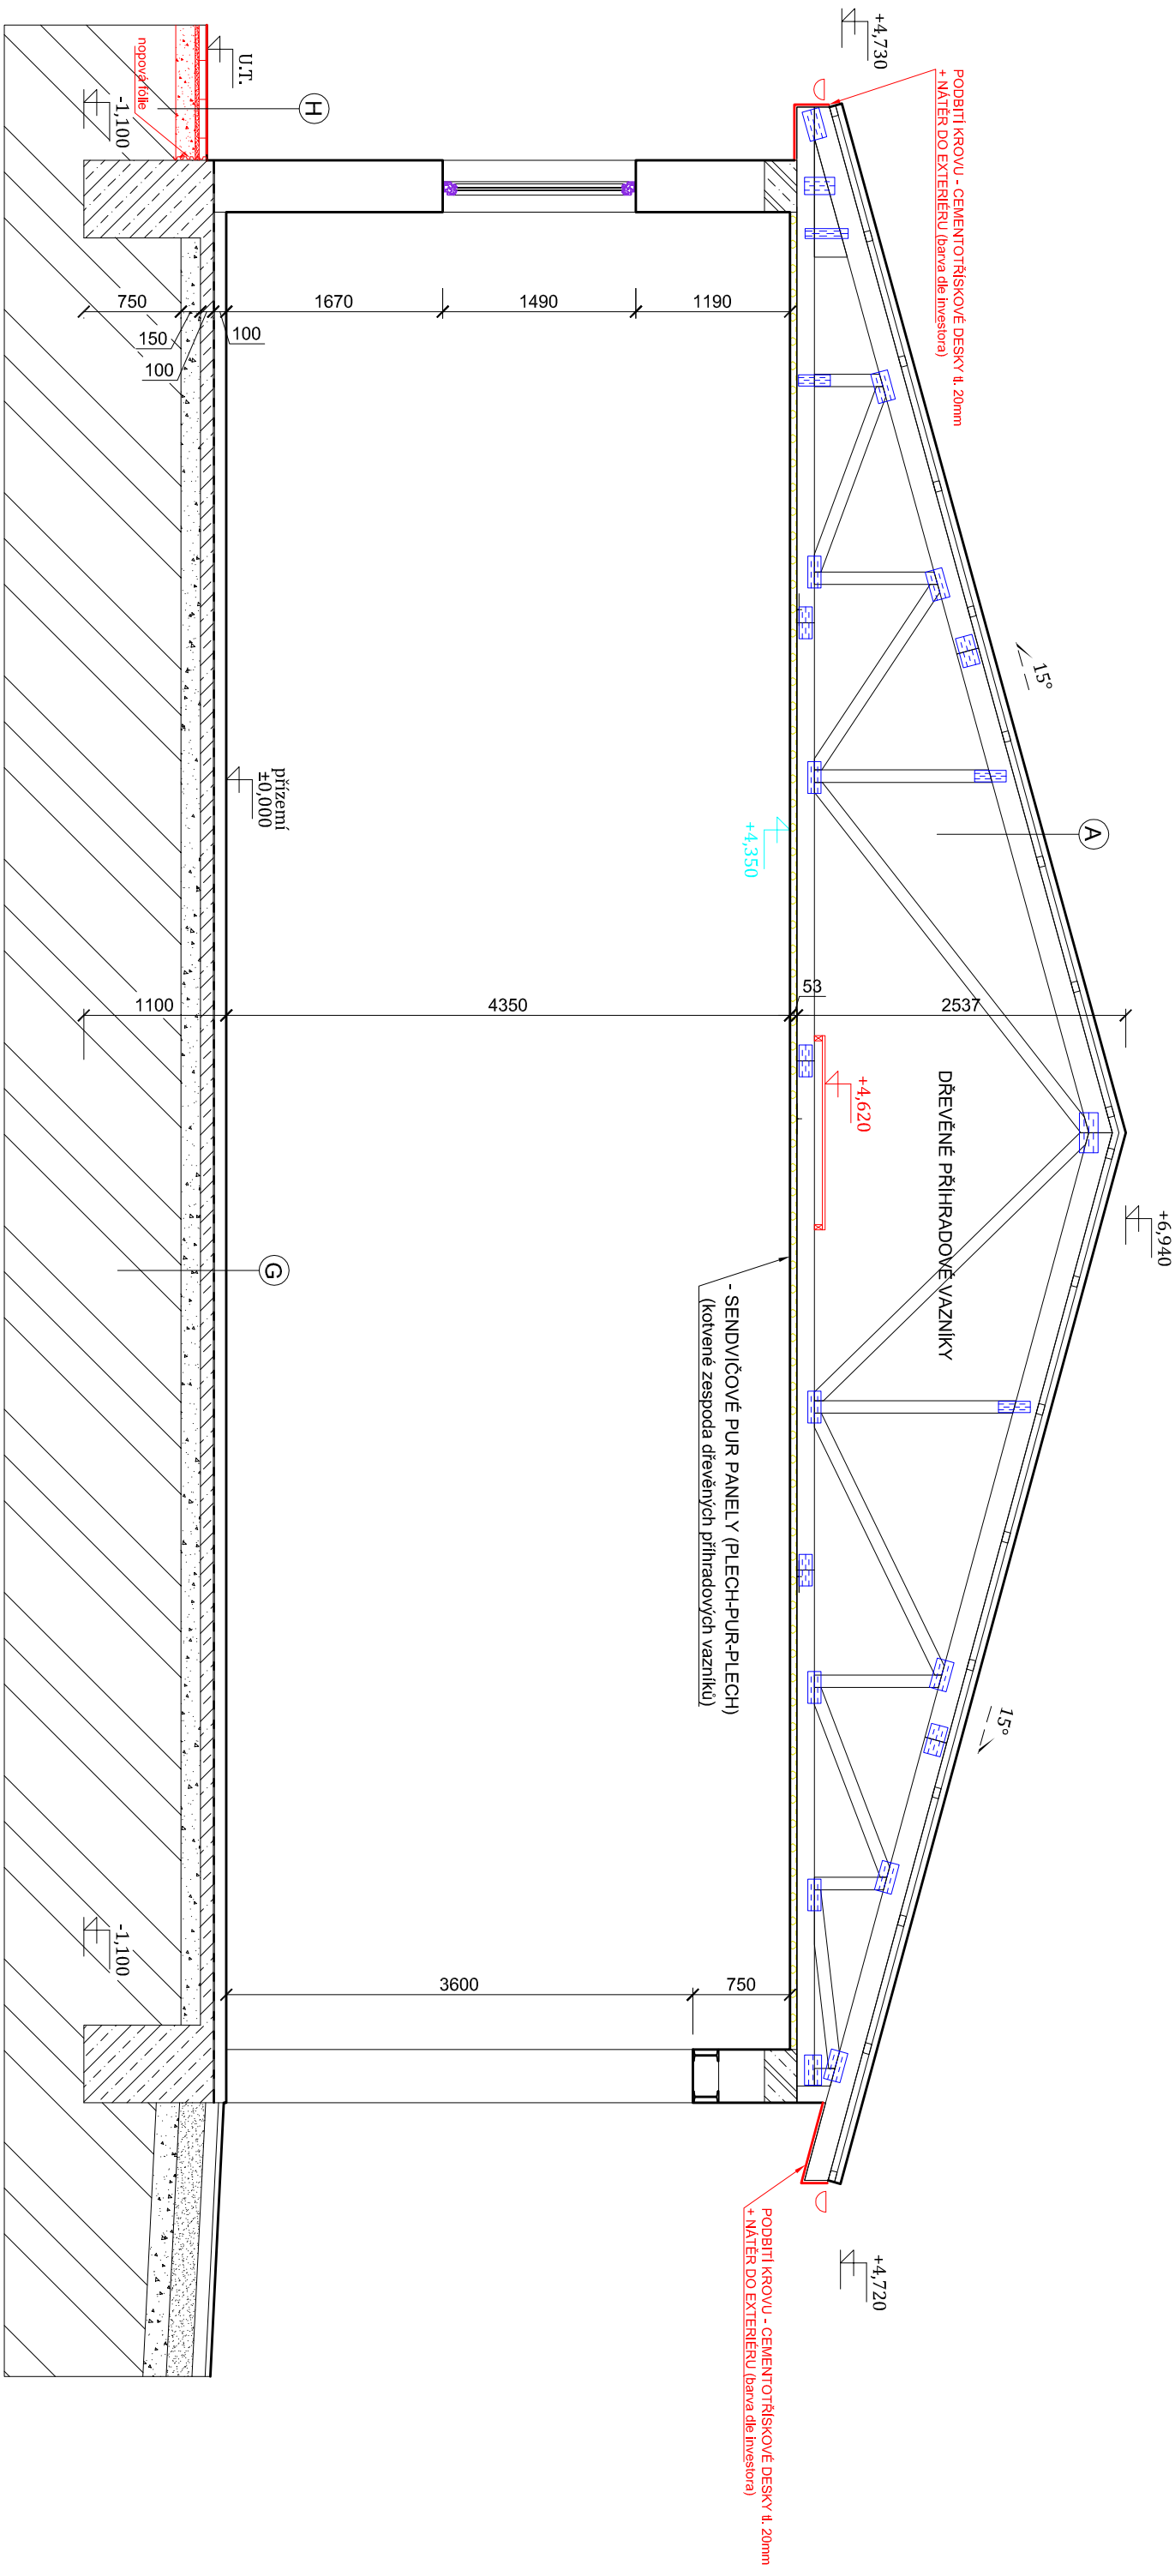 +4,730
PODBITÍ KROVU - CEMENTOTŘÍSKOVÉ DESKY tl. 20mm
+ NÁTĚR DO EXTERIÉRU (barva dle investora)
15°
A
+6,940
15°
+4,720
PODBITÍ KROVU - CEMENTOTŘÍSKOVÉ DESKY tl. 20mm
+ NÁTĚR DO EXTERIÉRU (barva dle investora)
DŘEVĚNÉ PŘÍHRADOVÉ VAZNÍKY
2537
53
+4,620
+4,350
- SENDVIČOVÉ PUR PANELY (PLECH-PUR-PLECH)
(kotvené zespoda dřevěných příhradových vazníků)
1190
1490
1670
100
750
150
100
4350
1100
750
3600
přízemí
±0,000
U.T.
H
nopová fólie
-1,100
G
-1,100